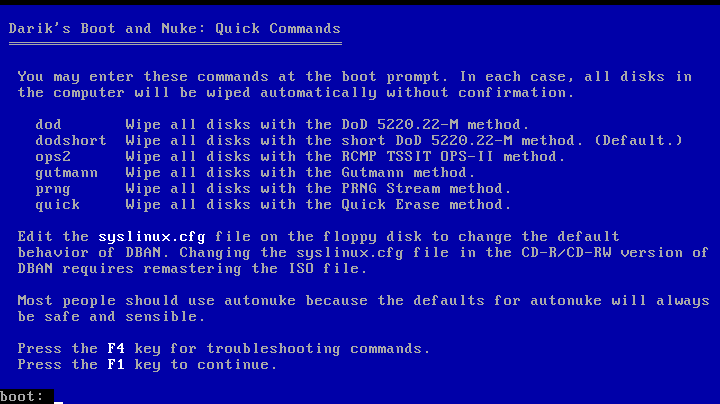 Darik's Boot and Nuke: Quick Commands
You may enter these commands at the boot prompt. In each case, all disks in
the computer will be wiped automatically without confirmation.
dod Wipe all disks with the DoD 5220.22-M method.
dodshort Wipe all disks with the short DoD 5220.22-M method. (Default.)
ops2 Wipe all disks with the RCMP TSSIT OPS-II method.
gutmann Wipe all disks with the Gutmann method.
prng Wipe all disks with the PRNG Stream method.
quick Wipe all disks with the Quick Erase method.
Edit the syslinux.cfg file on the floppy disk to change the default
behavior of DBAN. Changing the syslinux.cfg file in the CD-R/CD-RW version of
DBAN requires remastering the ISO file.
Most people should use autonuke because the defaults for autonuke will always
be safe and sensible.
Press the F4 key for troubleshooting commands.
Press the F1 key to continue.
boot: _